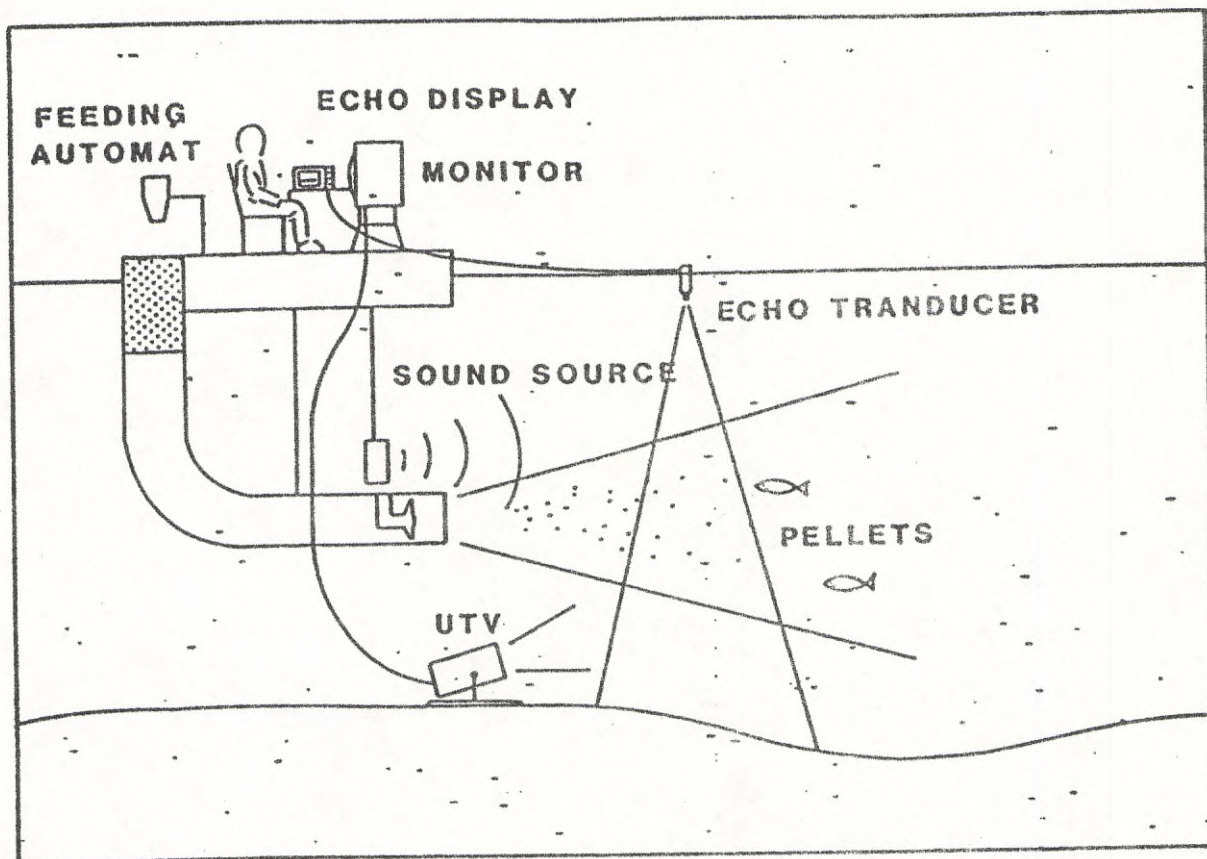 ECHO DISPLAY
FEEDING
AUTOMAT
MONITOR
ECHO TRANDUCER
SOUND SOURCE
PELLETS
UTV